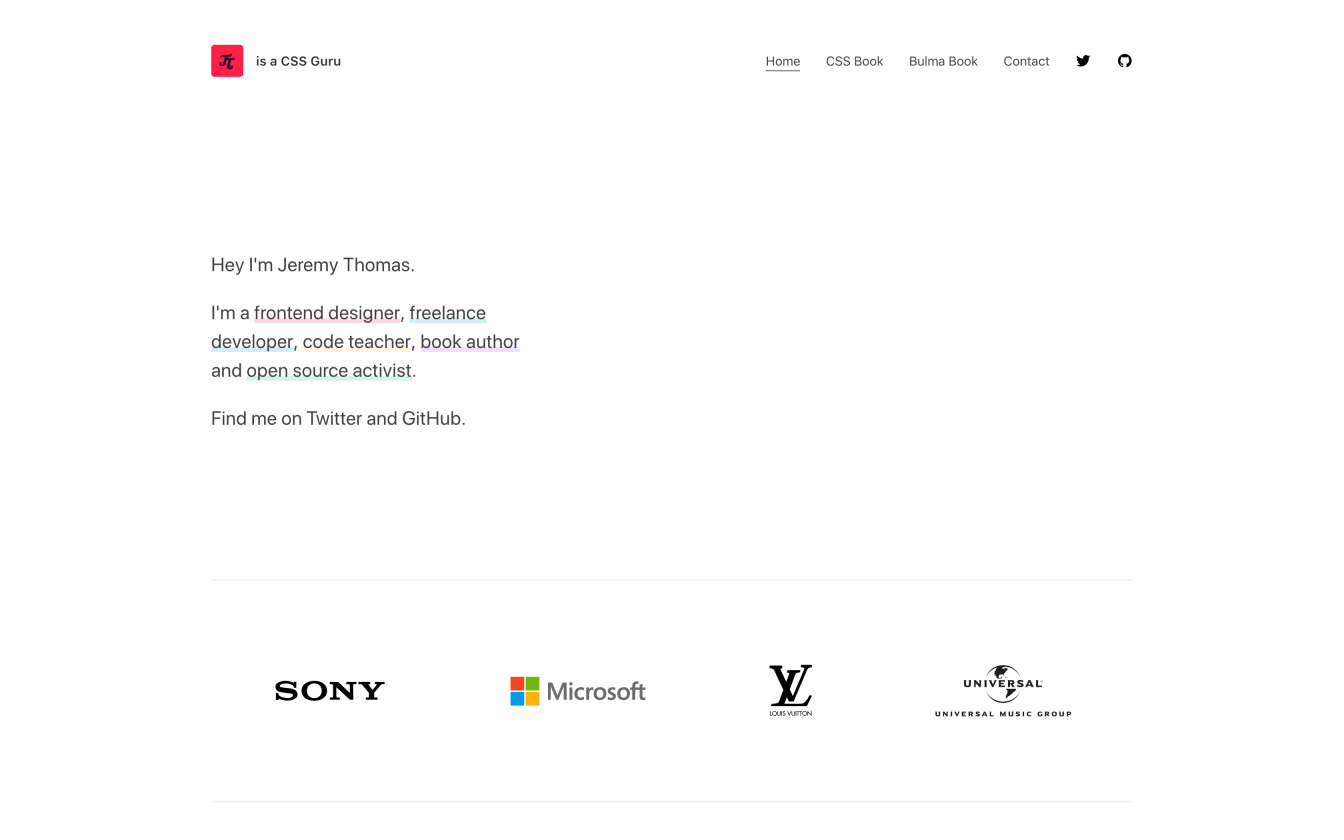 is a CSS Guru
Home
CSS Book
Bulma Book
Contact
Hey I'm Jeremy Thomas.
I'm a frontend designer, freelance
developer, code teacher, book author
and open source activist.
Find me on Twitter and GitHub.
SONY
Microsoft
LOUIS VUITTON
UNIVERSAL
UNIVERSAL MUSIC GROUP